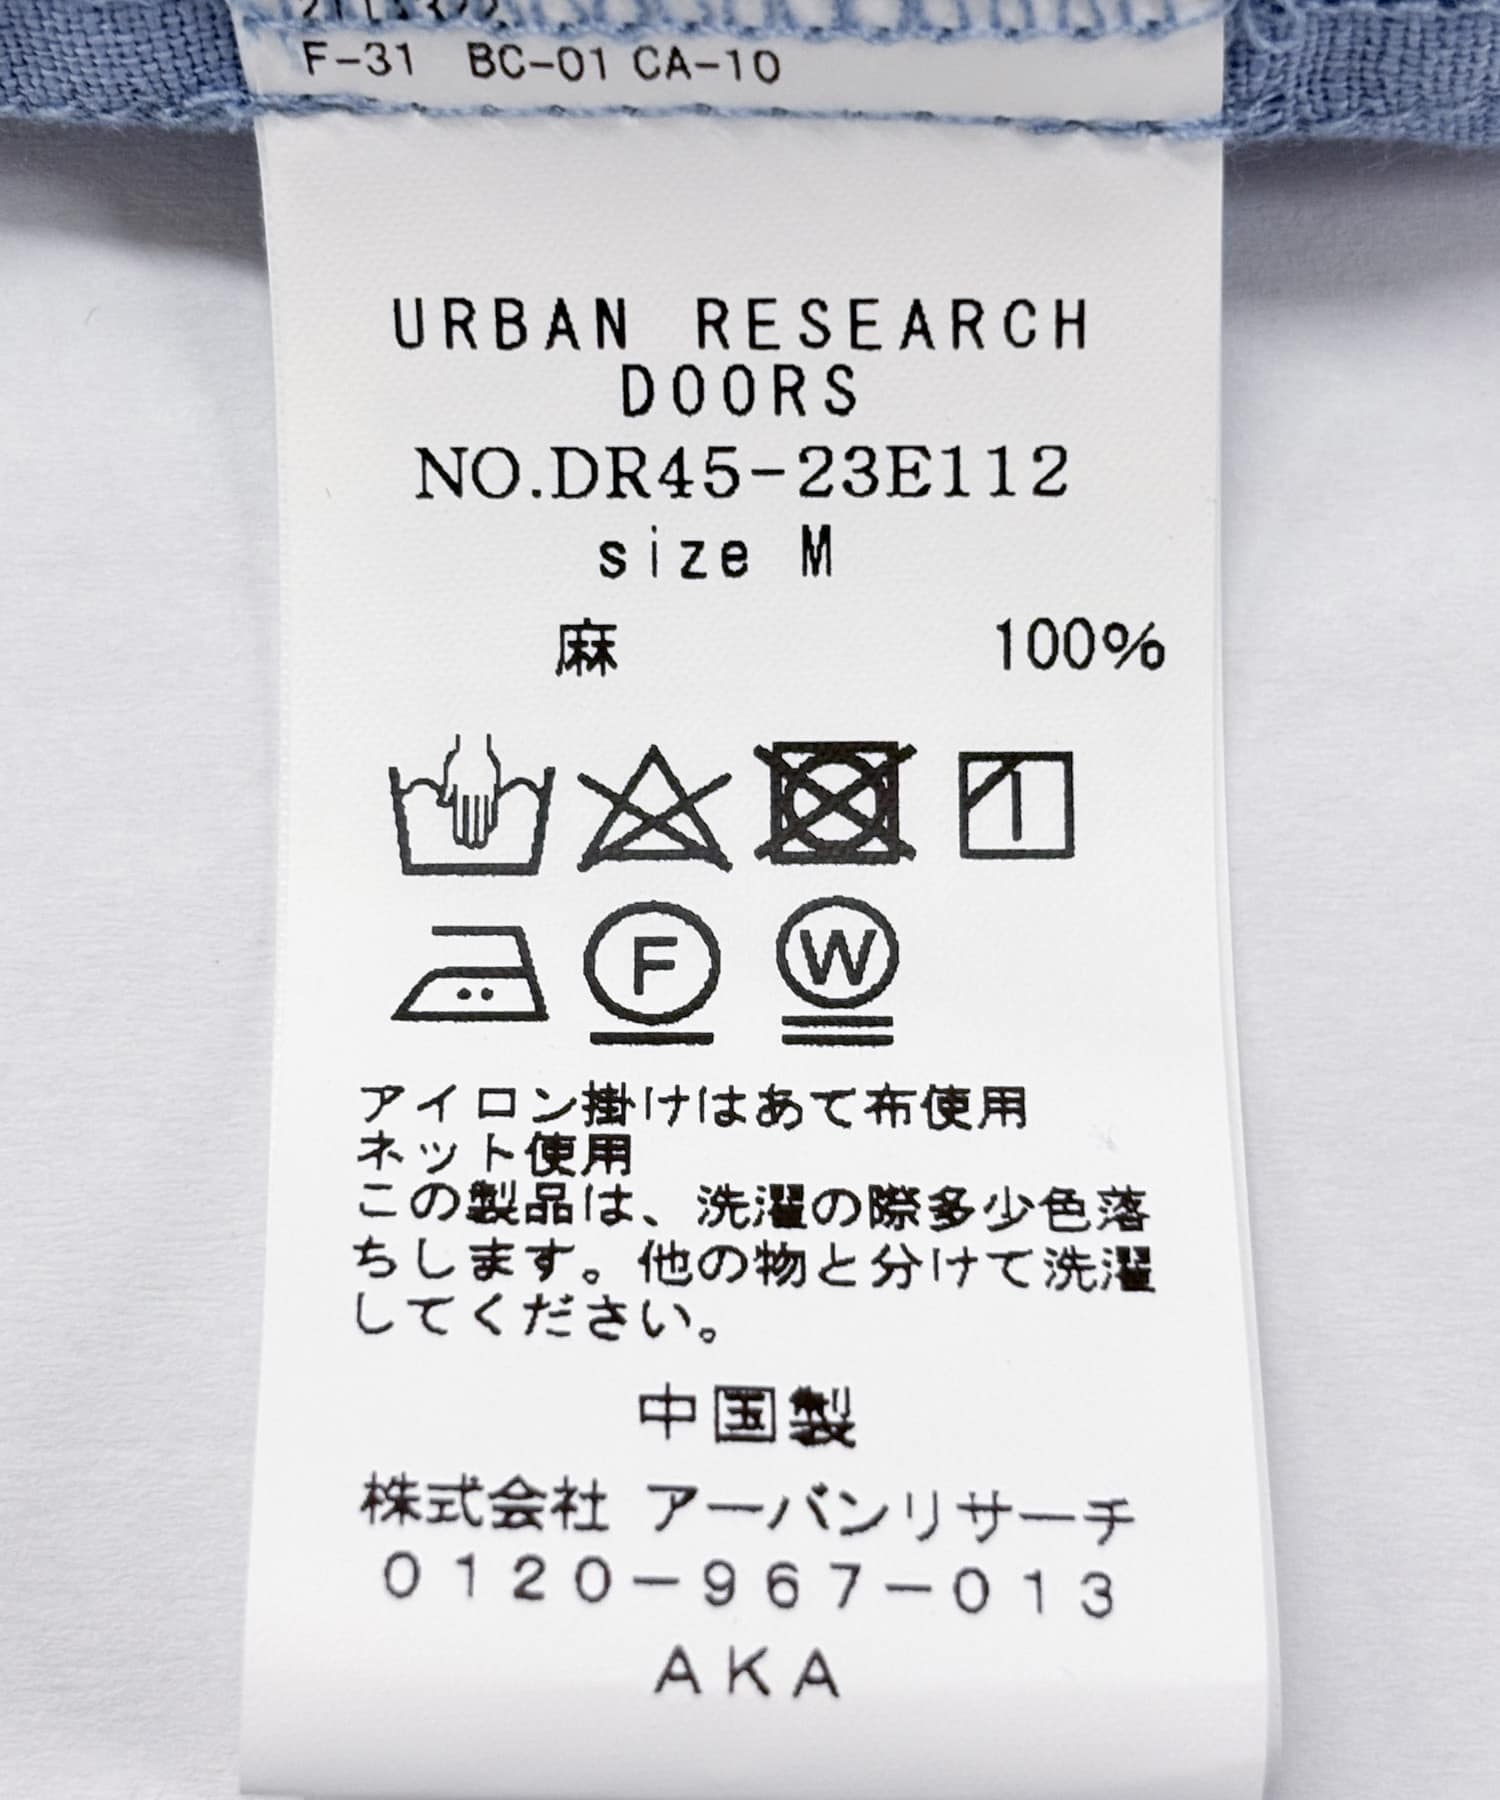 F-31 BC-01 CA-10
URBAN RESEARCH
DOORS
NO.DR45-23E112
size M
麻 100%
F W
アイロン掛けはあて布使用
ネット使用
この製品は、洗濯の際多少色落
ちします。他の物と分けて洗濯
してください。
中国製
株式会社 アーバンリサーチ
0120-967-013
AKA